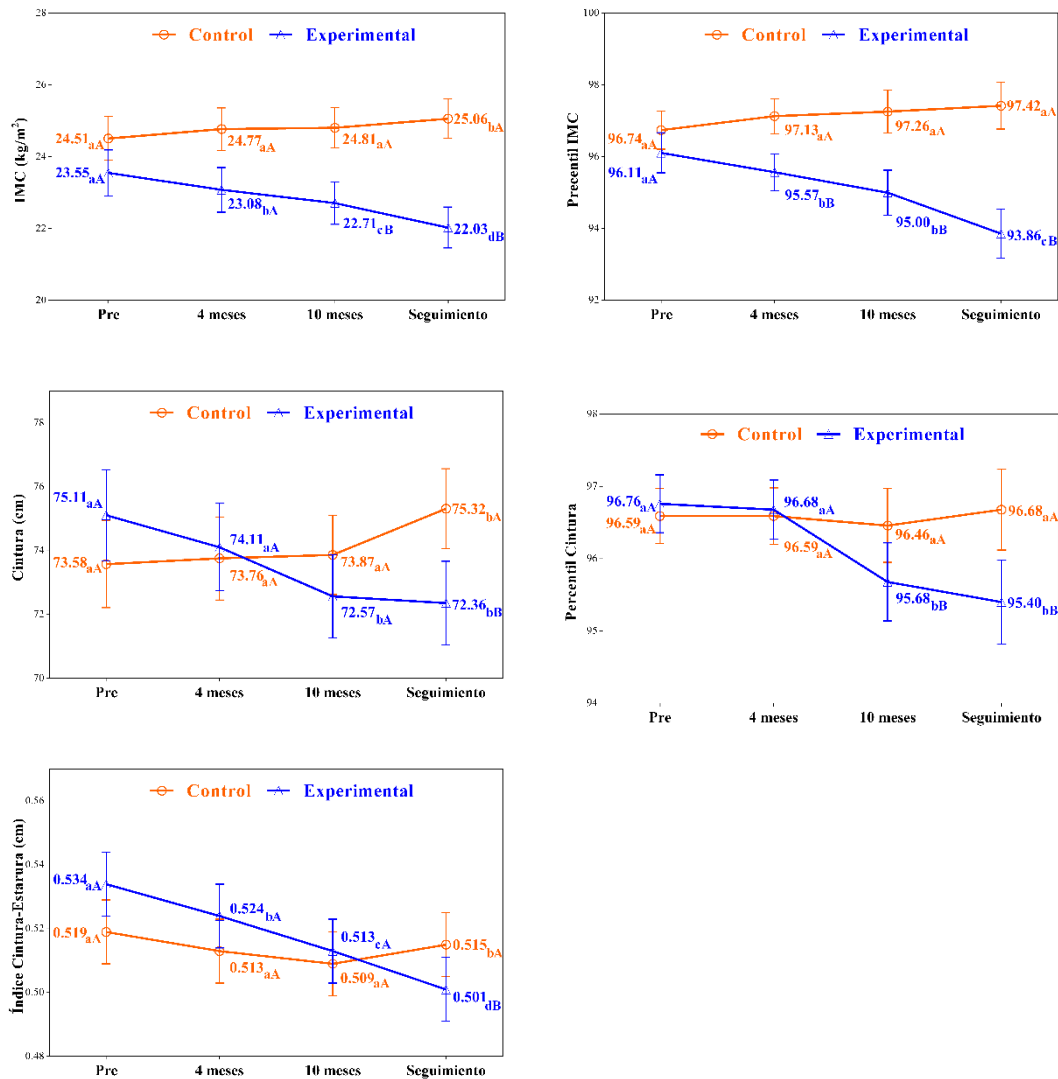 28
26
24
22
20
IMC (kg/m²)
Control Experimental
24.51aA
24.77aA
24.81aA
25.06bA
23.55aA
23.08bA
22.71cB
22.03dB
Pre 4 meses 10 meses Seguimiento
100
98
96
94
92
Precentil IMC
Control Experimental
96.74aA
97.13aA
97.26aA
97.42aA
96.11aA
95.57bB
95.00bB
93.86cB
Pre 4 meses 10 meses Seguimiento
78
76
74
72
70
Cintura (cm)
Control Experimental
75.11aA
74.11aA
72.57bA
72.36bB
73.58aA
73.76aA
73.87aA
75.32bA
Pre 4 meses 10 meses Seguimiento
98
97
96
95
94
Percentil Cintura
Control Experimental
96.76aA
96.68aA
95.68bB
95.40bB
96.59aA
96.59aA
96.46aA
96.68aA
Pre 4 meses 10 meses Seguimiento
0.56
0.54
0.52
0.50
0.48
Índice Cintura-Estarura (cm)
Control Experimental
0.534aA
0.524bA
0.513cA
0.501dB
0.519aA
0.513aA
0.509aA
0.515bA
Pre 4 meses 10 meses Seguimiento